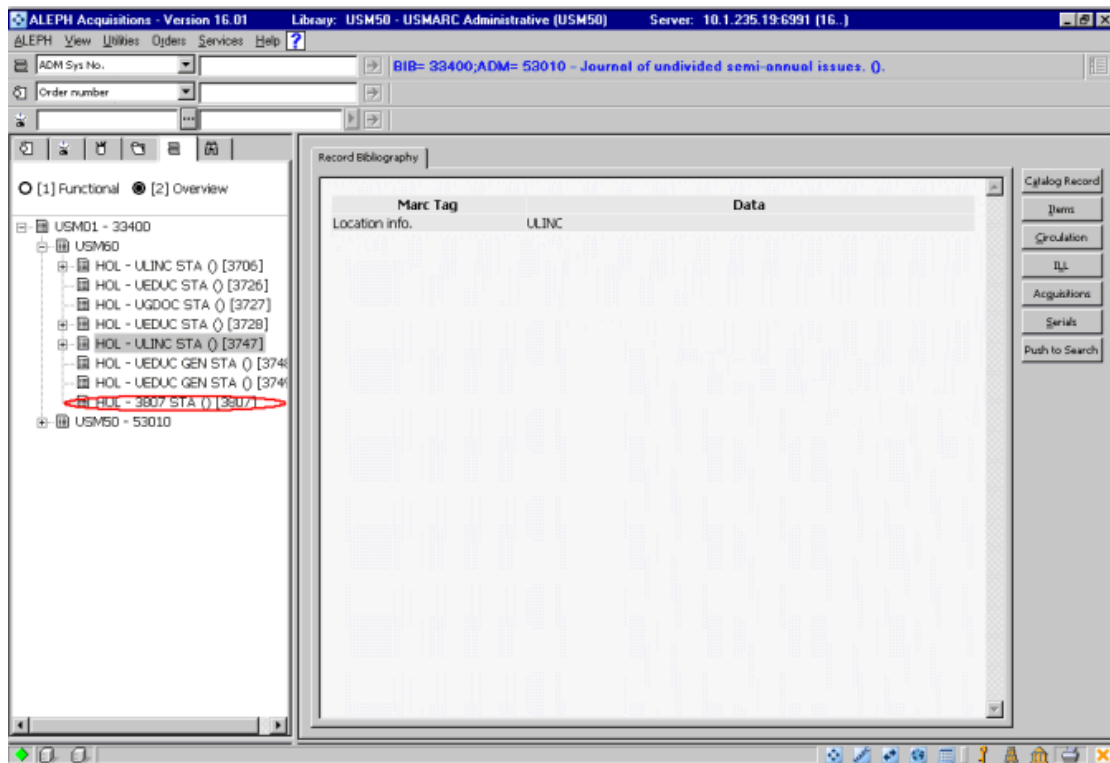 ALEPH Acquisitions - Version 16.01 Library: USM50 - USMARC Administrative (USM50) Server: 10.1.235.19:6991 (16..)
ALEPH View Utilities Orders Services Help ?
ADM Sys No. BIB= 33400;ADM= 53010 - Journal of undivided semi-annual issues. ().
Order number
[1] Functional [2] Overview
USM01 - 33400
USM60
HOL - ULINC STA () [3706]
HOL - UEDUC STA () [3726]
HOL - UGDOC STA () [3727]
HOL - UEDUC STA () [3728]
HOL - ULINC STA () [3747]
HOL - UEDUC GEN STA () [3748
HOL - UEDUC GEN STA () [3749
HOL - 3807 STA () [3807]
USM50 - 53010
Record Bibliography
Marc Tag Data
Location info. ULINC
Catalog Record
Items
Circulation
ILL
Acquisitions
Serials
Push to Search